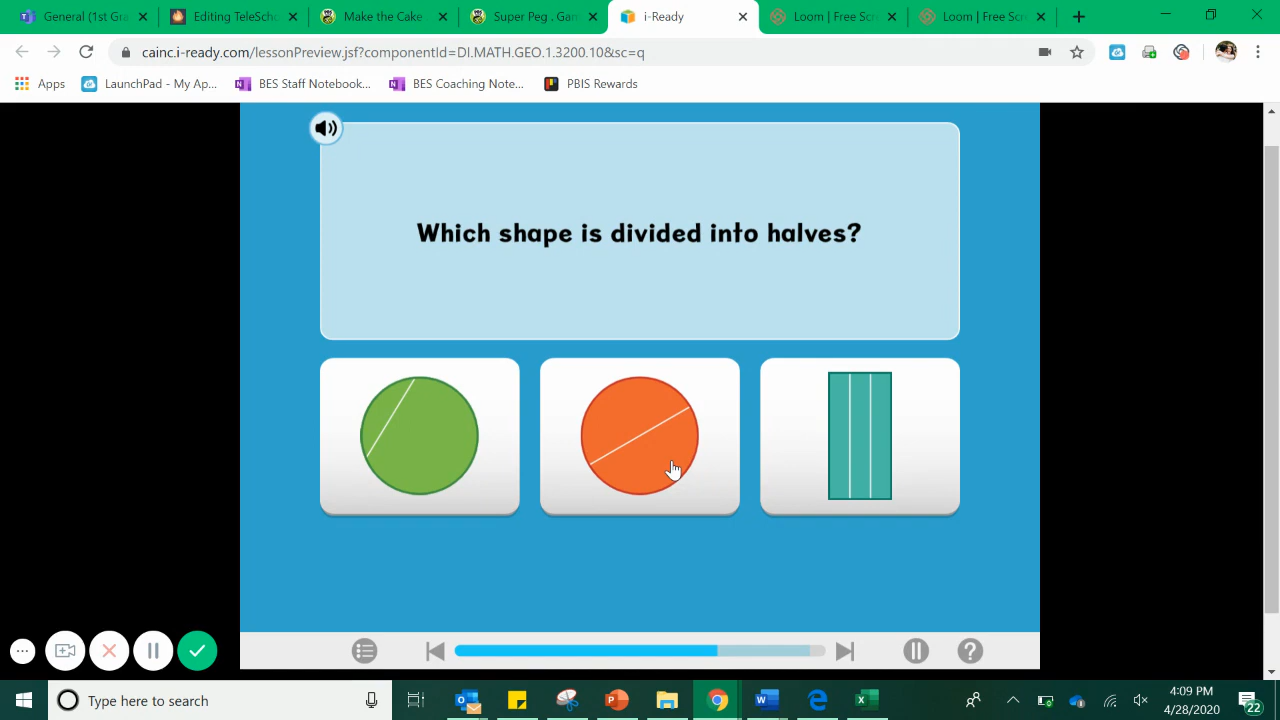 General (1st Gra
Editing TeleScho
Make the Cake
Super Peg . Gam
i-Ready
Loom | Free Scre
Loom | Free Scre
cainc.i-ready.com/lessonPreview.jsf?componentId=DI.MATH.GEO.1.3200.10&sc=q
Apps
LaunchPad - My Ap...
BES Staff Notebook...
BES Coaching Note...
PBIS Rewards
Which shape is divided into halves?
Type here to search
4:09 PM
4/28/2020
22